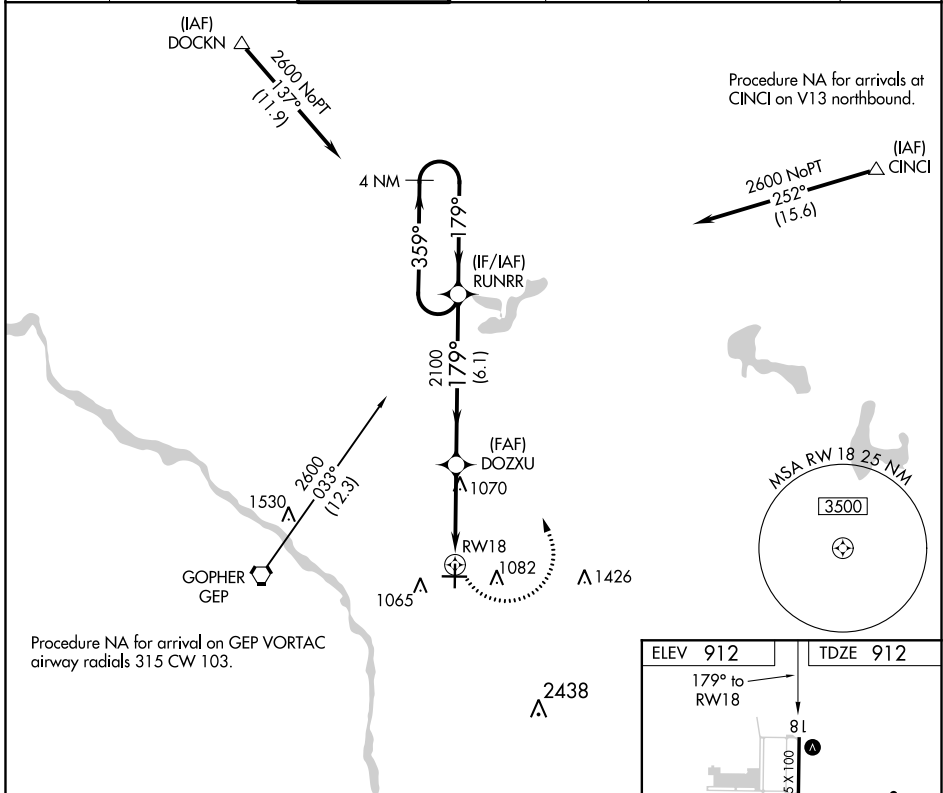 (IAF)
DOCKN
2600 NoPT
137°
(11.9)
Procedure NA for arrivals at
CINCI on V13 northbound.
(IAF)
CINCI
2600 NoPT
252°
(15.6)
4 NM
359°
179°
(IF/IAF)
RUNRR
2100
179°
(6.1)
(FAF)
DOZXU
1070
2600
033°
(12.3)
1530
GOPHER
GEP
RW18
1082
1065
1426
MSA RW 18 25 NM
3500
Procedure NA for arrival on GEP VORTAC
airway radials 315 CW 103.
2438
ELEV 912
TDZE 912
179° to
RW18
18
V
5 X 100